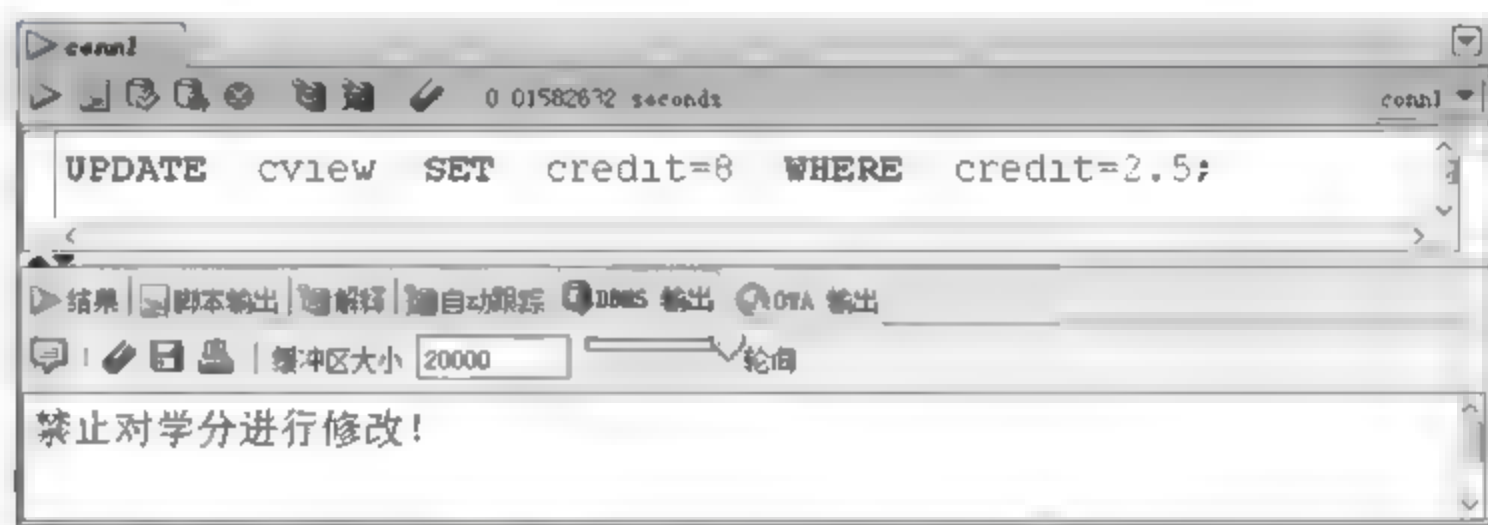 conn1
0.01582632 seconds conn1
UPDATE cview SET credit=8 WHERE credit=2.5;
结果 脚本输出 解释 自动跟踪 DBMS 输出 OWA 输出
缓冲区大小 20000 轮询
禁止对学分进行修改!